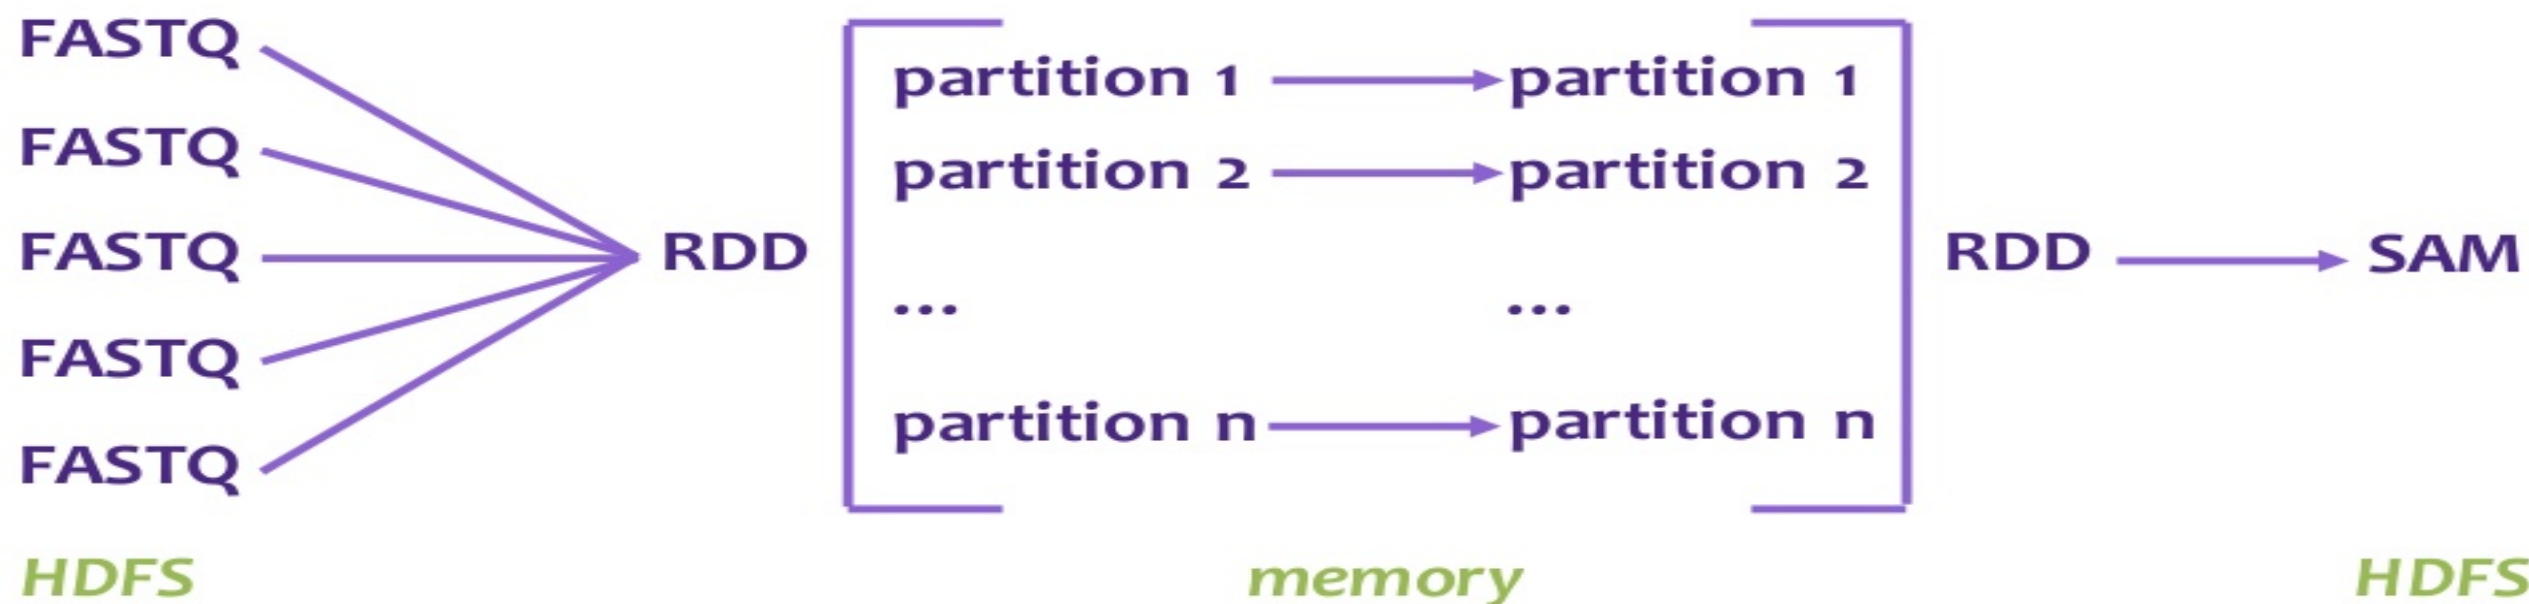 FASTQ
FASTQ
FASTQ
FASTQ
FASTQ
HDFS
RDD
partition 1
partition 2
...
partition n
partition 1
partition 2
...
partition n
memory
RDD
SAM
HDFS